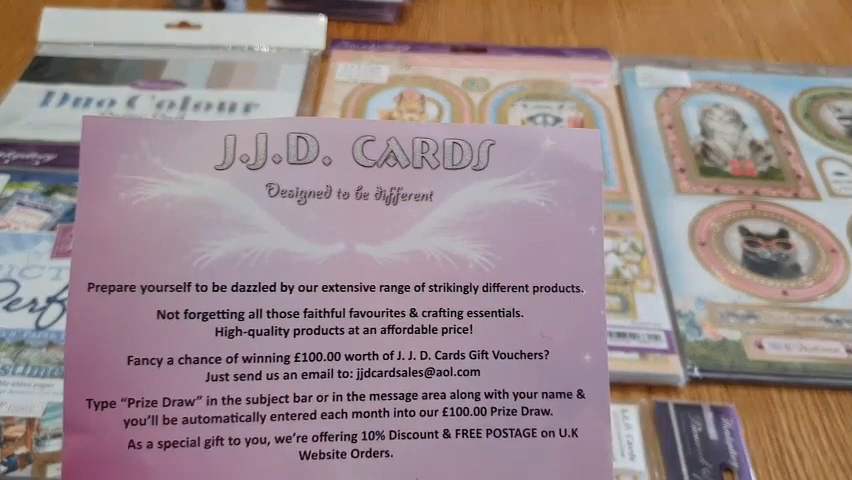 Duo Colour
J.J.D. CARDS
Designed to be different
Prepare yourself to be dazzled by our extensive range of strikingly different products.
Not forgetting all those faithful favourites & crafting essentials.
High-quality products at an affordable price!
Fancy a chance of winning £100.00 worth of J. J. D. Cards Gift Vouchers?
Just send us an email to: jjdcardsales@aol.com
Type “Prize Draw” in the subject bar or in the message area along with your name &
you’ll be automatically entered each month into our £100.00 Prize Draw.
As a special gift to you, we’re offering 10% Discount & FREE POSTAGE on U.K
Website Orders.